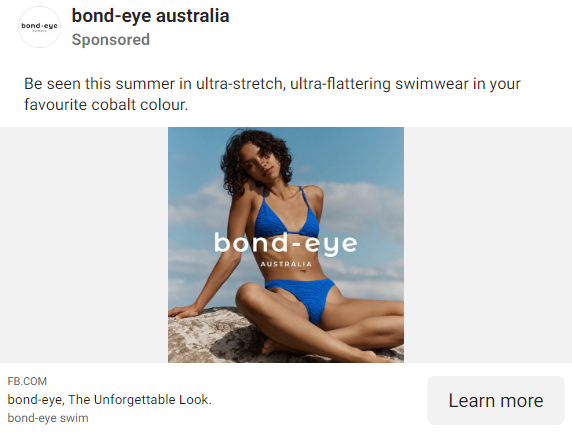 bond-eye
bond-eye australia
Sponsored
Be seen this summer in ultra-stretch, ultra-flattering swimwear in your
favourite cobalt colour.
bond-eye
AUSTRALIA
FB.COM
bond-eye, The Unforgettable Look.
bond-eye swim
Learn more